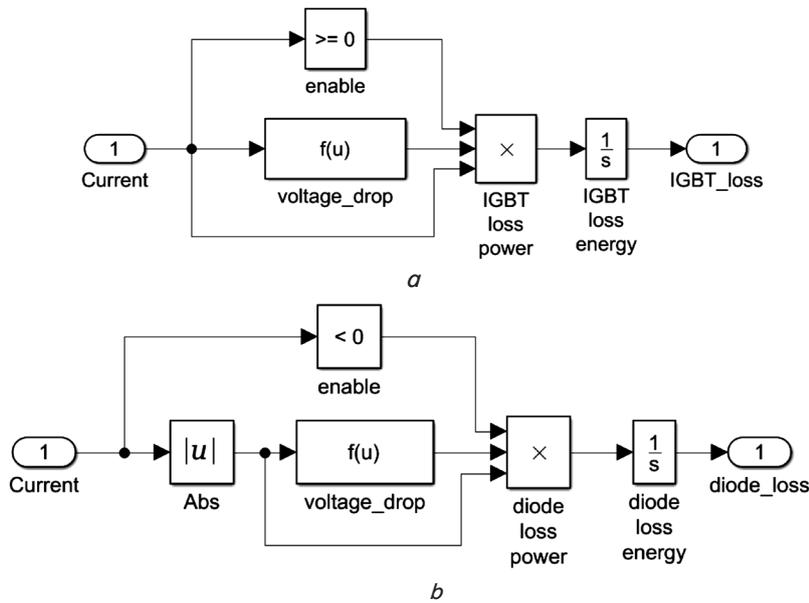 >= 0
enable
1
Current
f(u)
voltage_drop
×
IGBT
loss
power
1
s
IGBT
loss
energy
1
IGBT_loss
a
< 0
enable
1
Current
|u|
Abs
f(u)
voltage_drop
×
diode
loss
power
1
s
diode
loss
energy
1
diode_loss
b